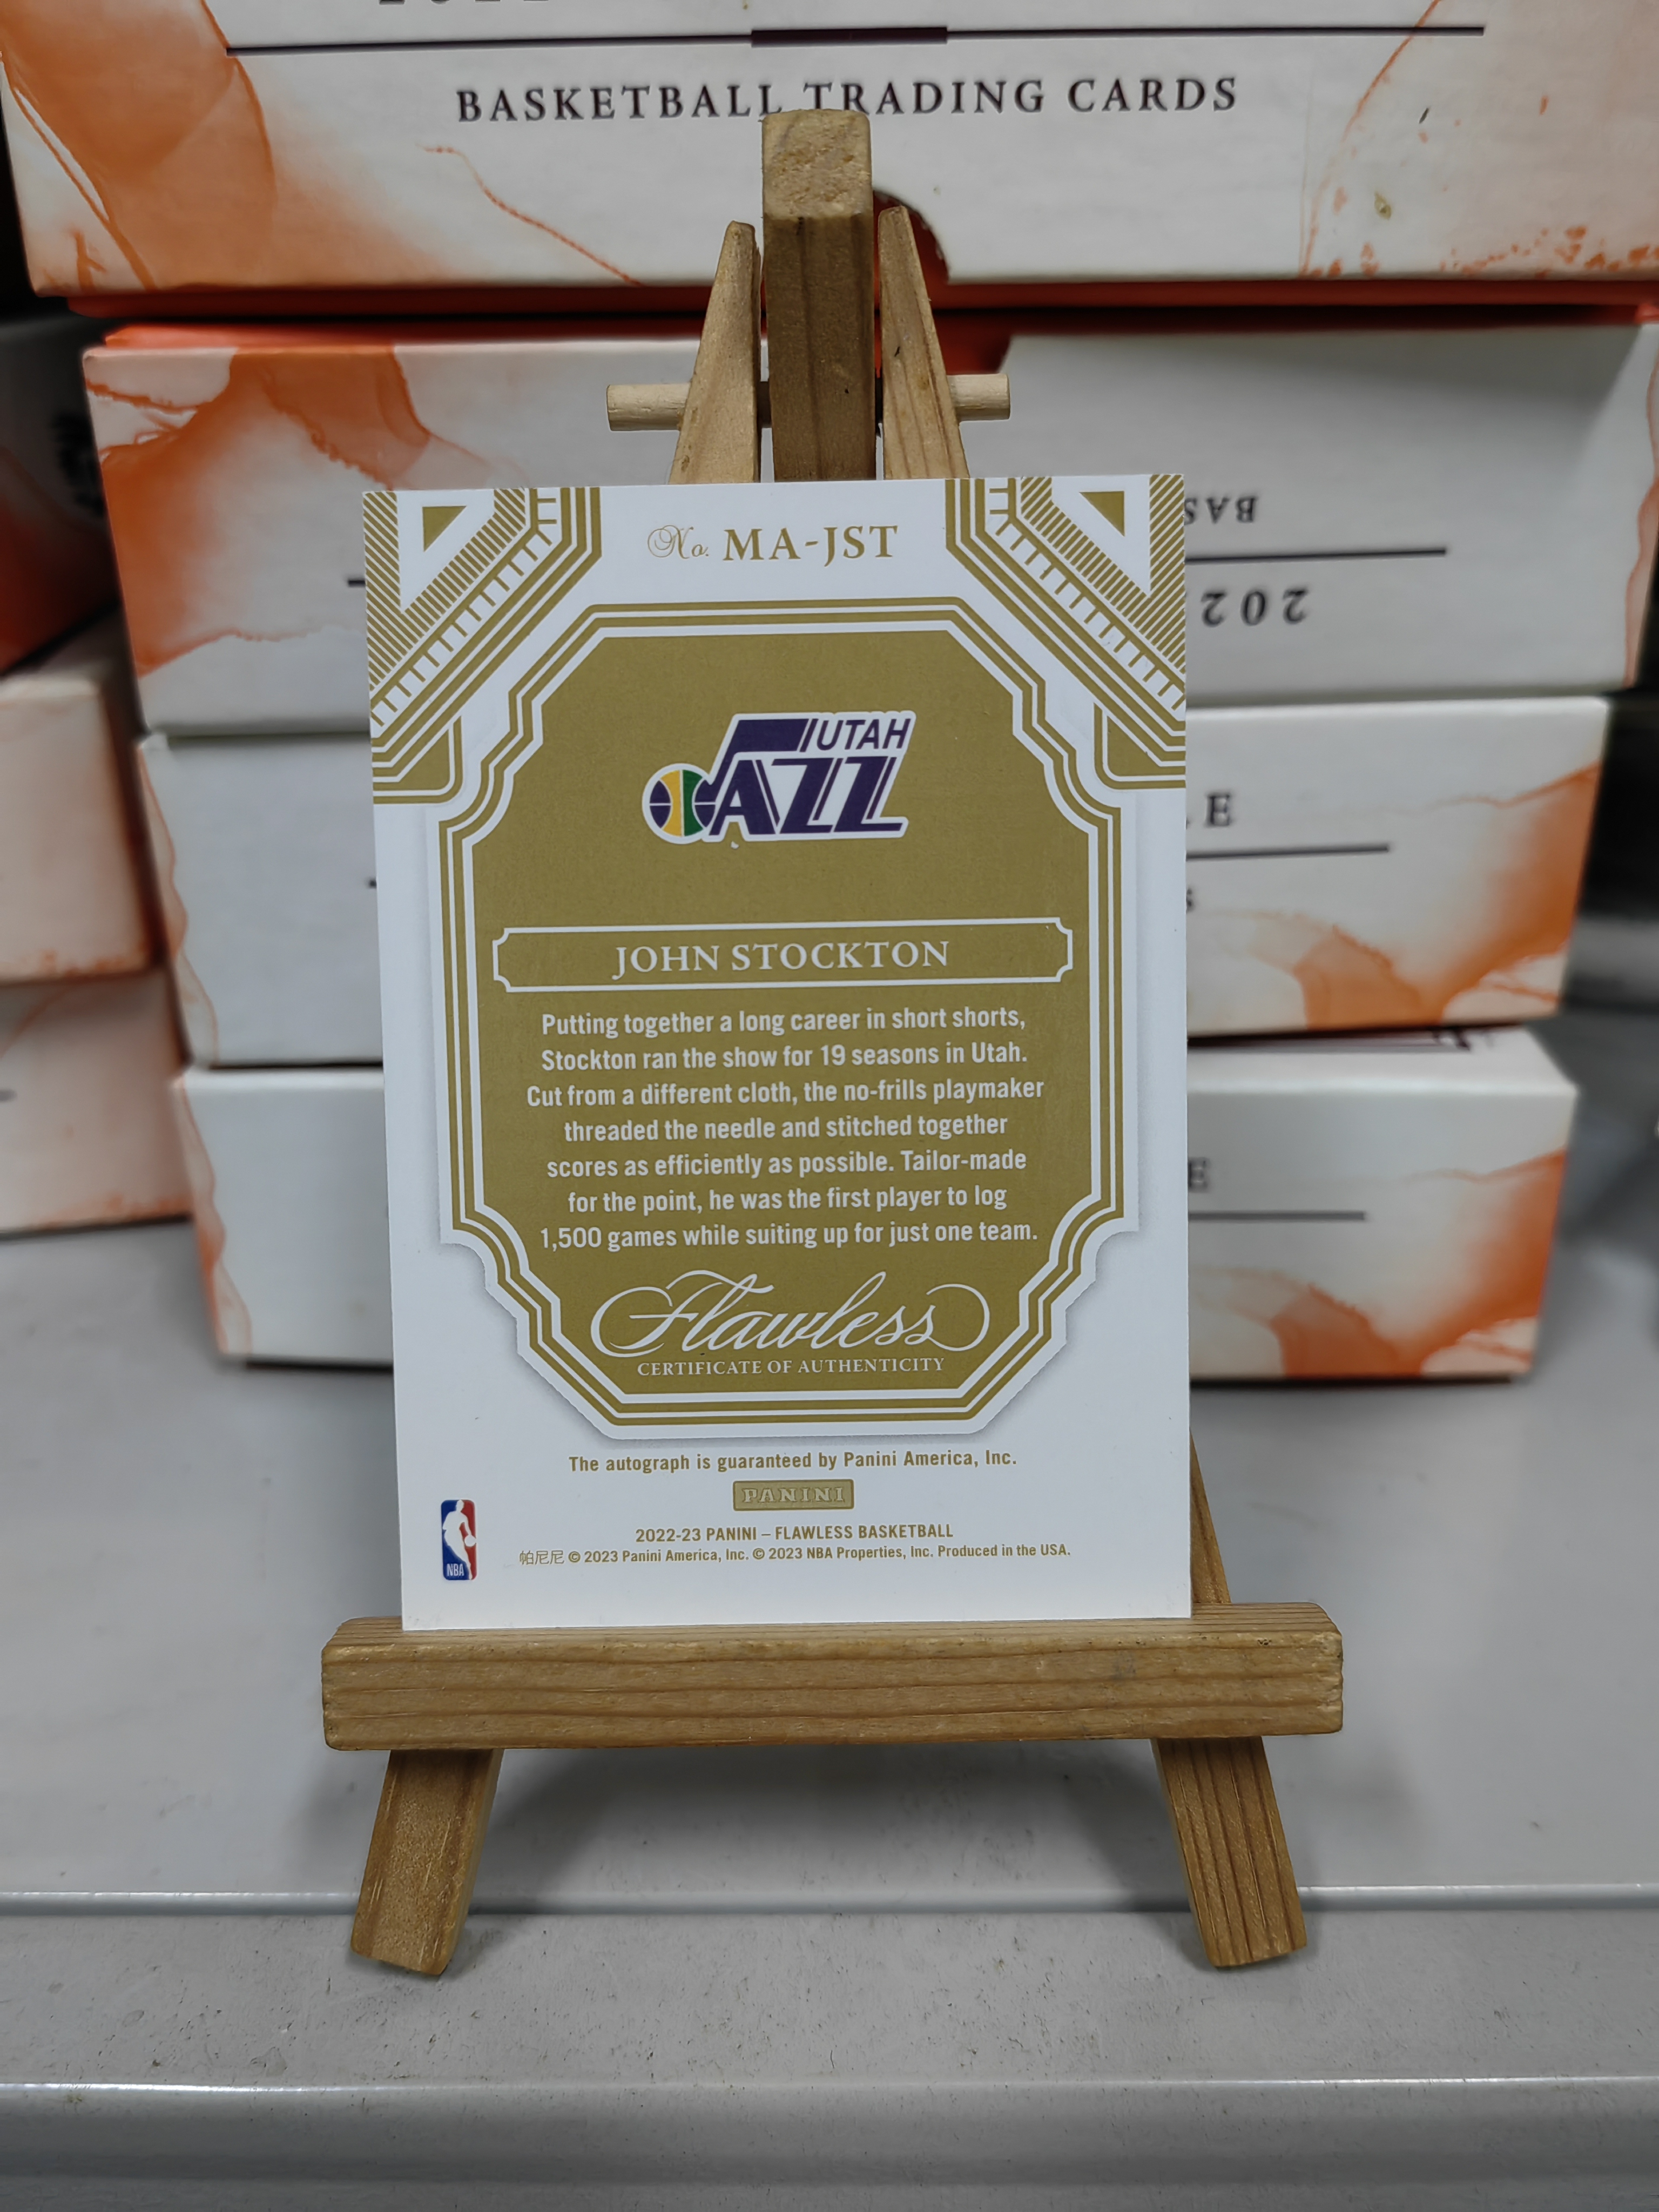 BASKETBALL TRADING CARDS
BAS
202
E
E
No. MA-JST
UTAH
JAZZ
JOHN STOCKTON
Putting together a long career in short shorts,
Stockton ran the show for 19 seasons in Utah.
Cut from a different cloth, the no-frills playmaker
threaded the needle and stitched together
scores as efficiently as possible. Tailor-made
for the point, he was the first player to log
1,500 games while suiting up for just one team.
Flawless
CERTIFICATE OF AUTHENTICITY
The autograph is guaranteed by Panini America, Inc.
PANINI
2022-23 PANINI – FLAWLESS BASKETBALL
帕尼尼 © 2023 Panini America, Inc. © 2023 NBA Properties, Inc. Produced in the USA.
NBA